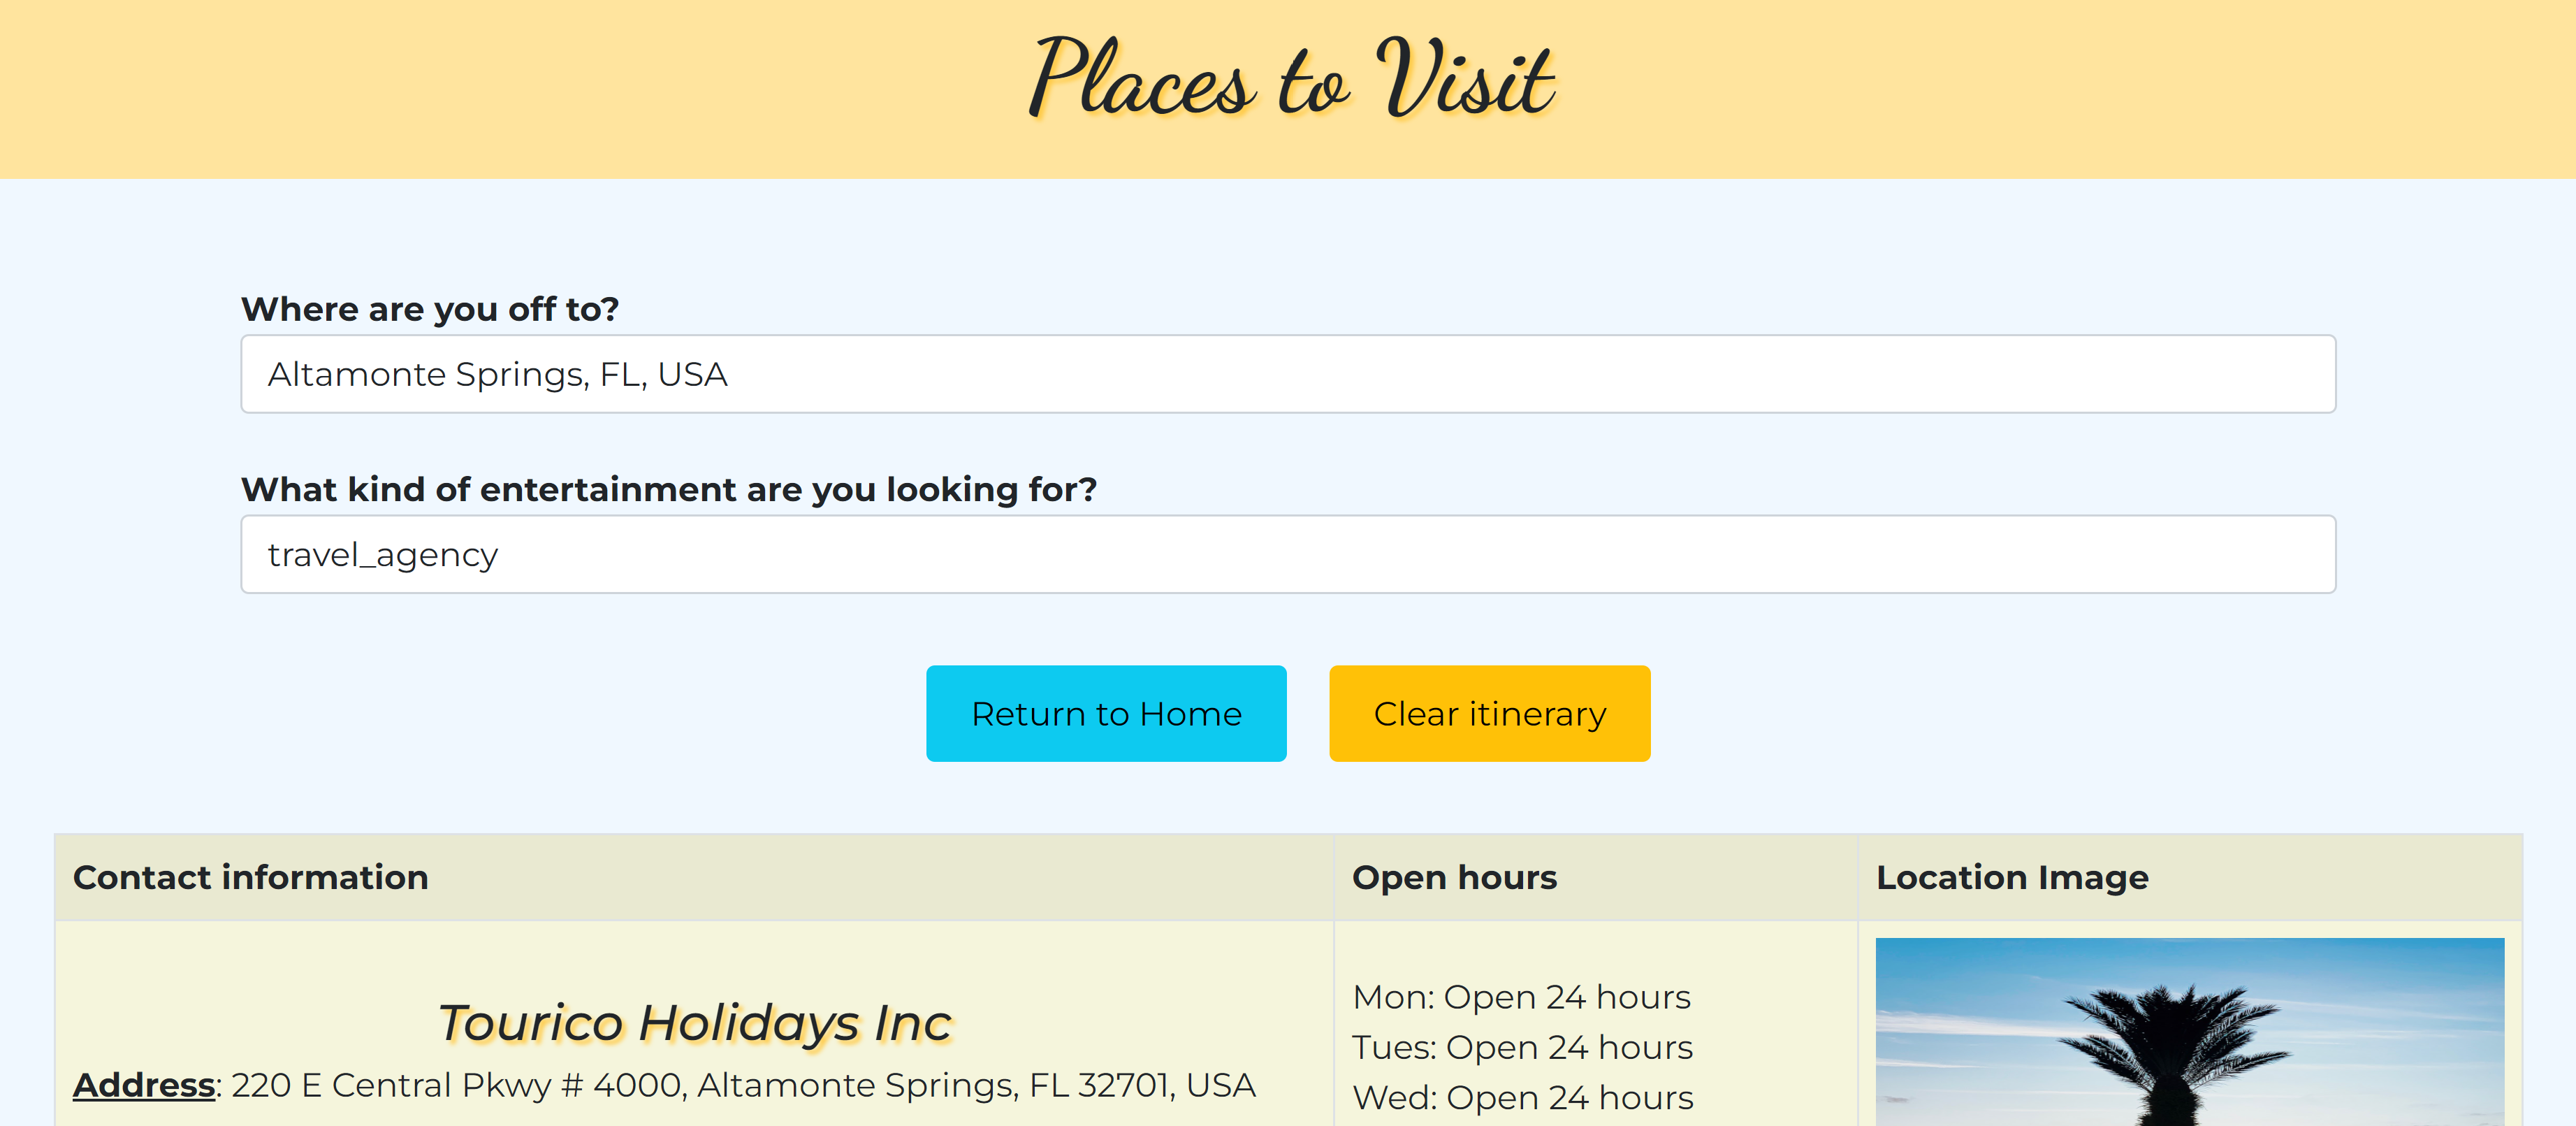 Places to Visit
Where are you off to?
Altamonte Springs, FL, USA
What kind of entertainment are you looking for?
travel_agency
Return to Home
Clear itinerary
Contact information
Open hours
Location Image
Tourico Holidays Inc
Address: 220 E Central Pkwy # 4000, Altamonte Springs, FL 32701, USA
Mon: Open 24 hours
Tues: Open 24 hours
Wed: Open 24 hours